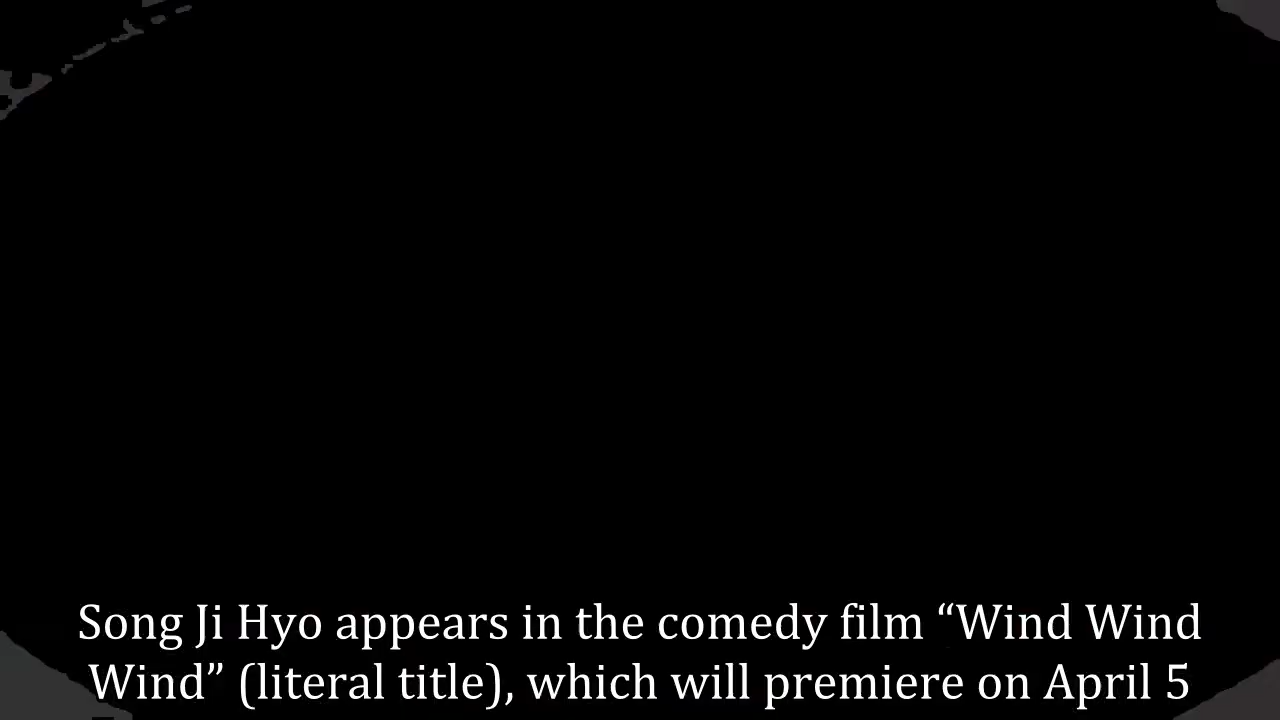 Song Ji Hyo appears in the comedy film “Wind Wind
Wind” (literal title), which will premiere on April 5